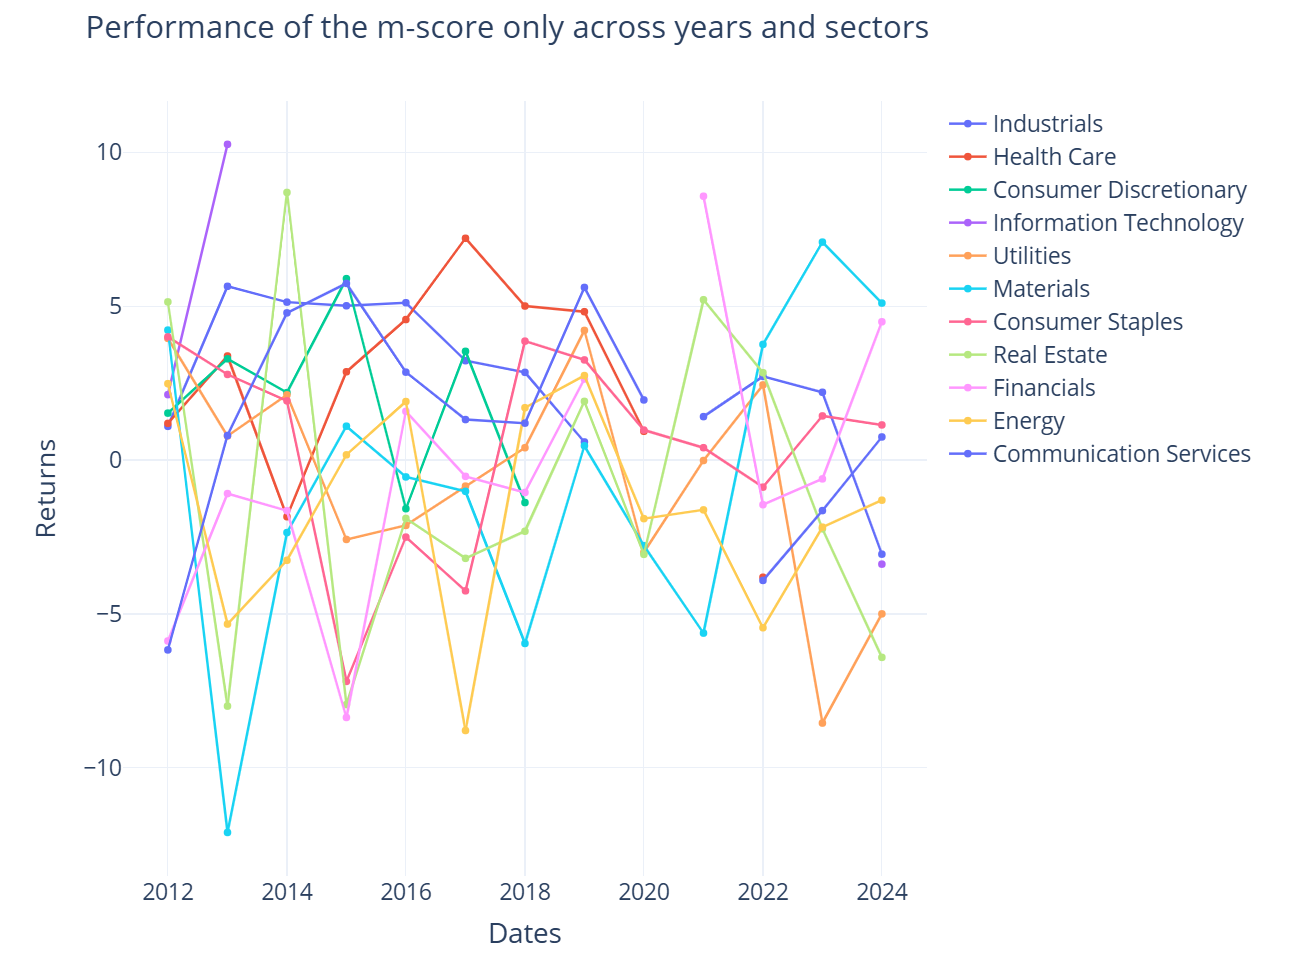 Performance of the m-score only across years and sectors
Industrials
Health Care
Consumer Discretionary
Information Technology
Utilities
Materials
Consumer Staples
Real Estate
Financials
Energy
Communication Services
10
5
0
−5
−10
Returns
2012
2014
2016
2018
2020
2022
2024
Dates